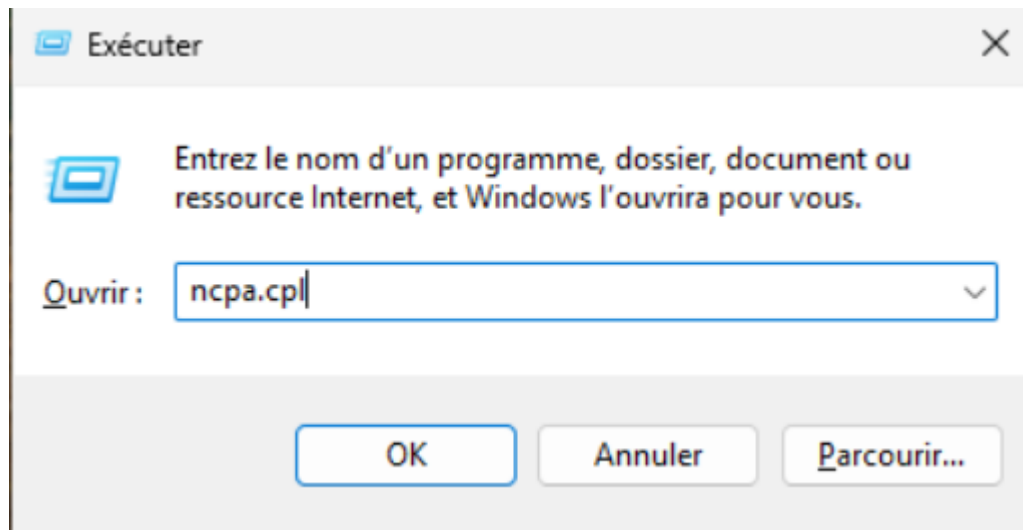 Exécuter
Entrez le nom d'un programme, dossier, document ou
ressource Internet, et Windows l'ouvrira pour vous.
Ouvrir : ncpa.cpl
OK Annuler Parcourir...